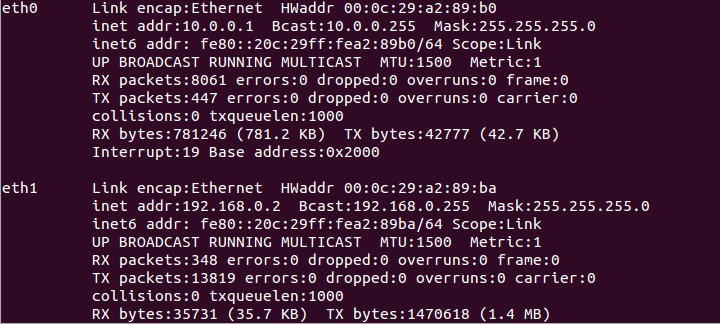 eth0 Link encap:Ethernet HWaddr 00:0c:29:a2:89:b0
inet addr:10.0.0.1 Bcast:10.0.0.255 Mask:255.255.255.0
inet6 addr: fe80::20c:29ff:fea2:89b0/64 Scope:Link
UP BROADCAST RUNNING MULTICAST MTU:1500 Metric:1
RX packets:8061 errors:0 dropped:0 overruns:0 frame:0
TX packets:447 errors:0 dropped:0 overruns:0 carrier:0
collisions:0 txqueuelen:1000
RX bytes:781246 (781.2 KB) TX bytes:42777 (42.7 KB)
Interrupt:19 Base address:0x2000
eth1 Link encap:Ethernet HWaddr 00:0c:29:a2:89:ba
inet addr:192.168.0.2 Bcast:192.168.0.255 Mask:255.255.255.0
inet6 addr: fe80::20c:29ff:fea2:89ba/64 Scope:Link
UP BROADCAST RUNNING MULTICAST MTU:1500 Metric:1
RX packets:348 errors:0 dropped:0 overruns:0 frame:0
TX packets:13819 errors:0 dropped:0 overruns:0 carrier:0
collisions:0 txqueuelen:1000
RX bytes:35731 (35.7 KB) TX bytes:1470618 (1.4 MB)